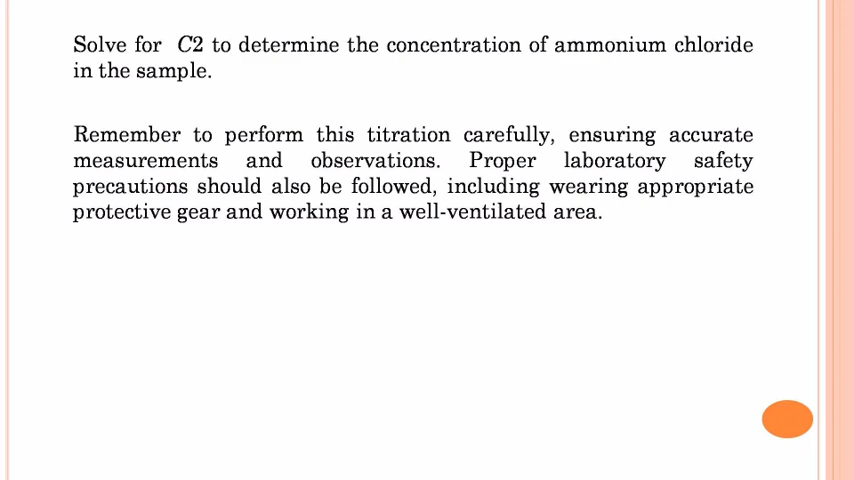 Solve for C2 to determine the concentration of ammonium chloride
in the sample.
Remember to perform this titration carefully, ensuring accurate
measurements and observations. Proper laboratory safety
precautions should also be followed, including wearing appropriate
protective gear and working in a well-ventilated area.